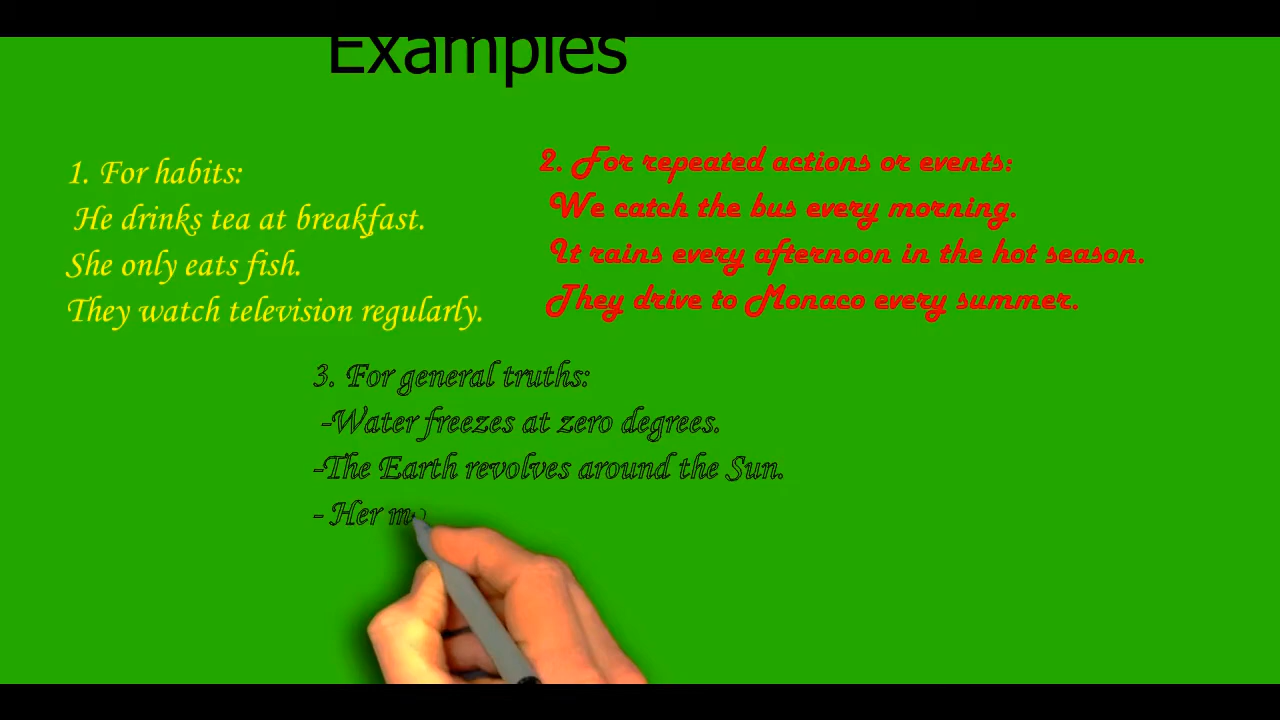 Examples
1. For habits:
He drinks tea at breakfast.
She only eats fish.
They watch television regularly.
2. For repeated actions or events:
We catch the bus every morning.
It rains every afternoon in the hot season.
They drive to Monaco every summer.
3. For general truths:
-Water freezes at zero degrees.
-The Earth revolves around the Sun.
- Her